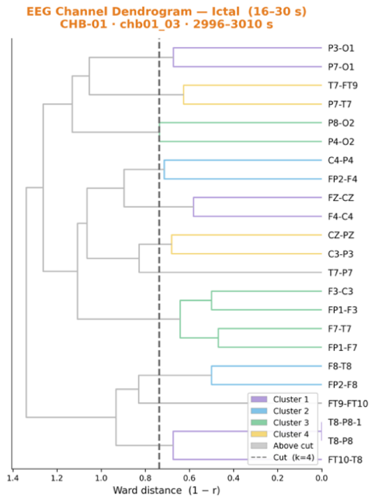 EEG Channel Dendrogram — Ictal (16–30 s)
CHB-01 · chb01_03 · 2996–3010 s
P3-O1
P7-O1
T7-FT9
P7-T7
P8-O2
P4-O2
C4-P4
FP2-F4
FZ-CZ
F4-C4
CZ-PZ
C3-P3
T7-P7
F3-C3
FP1-F3
F7-T7
FP1-F7
F8-T8
FP2-F8
FT9-FT10
T8-P8-1
T8-P8
FT10-T8
Cluster 1
Cluster 2
Cluster 3
Cluster 4
Above cut
Cut (k=4)
1.4 1.2 1.0 0.8 0.6 0.4 0.2 0.0
Ward distance (1 − r)